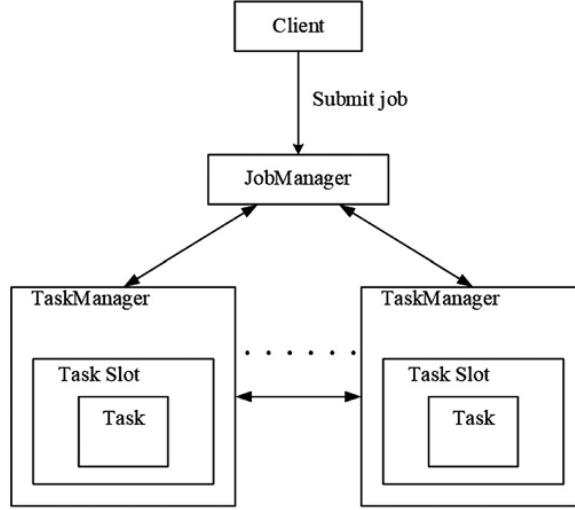 Client
Submit job
JobManager
TaskManager
TaskManager
Task Slot
Task Slot
Task
Task